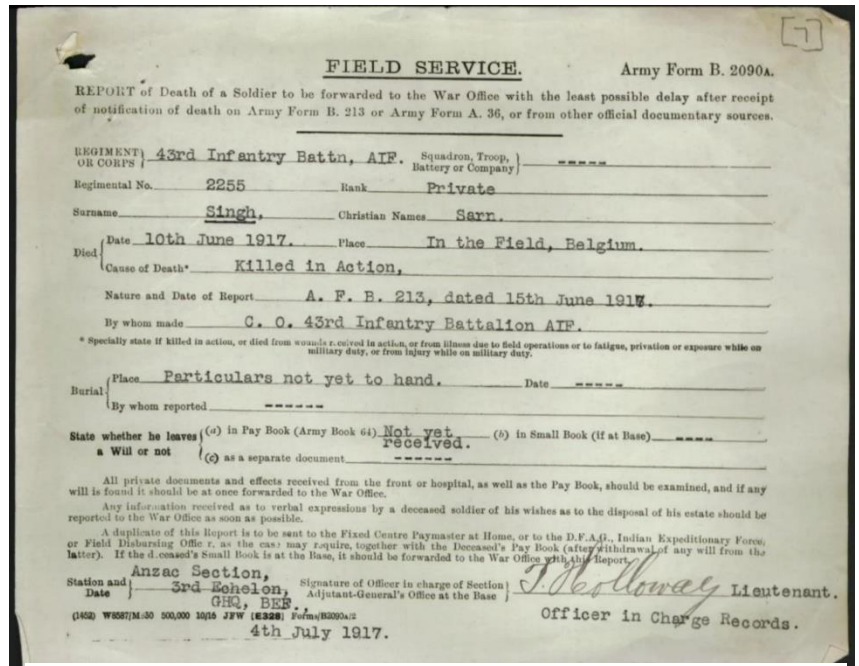 [7]
FIELD SERVICE. Army Form B. 2090A.
REPORT of Death of a Soldier to be forwarded to the War Office with the least possible delay after receipt
of notification of death on Army Form B. 213 or Army Form A. 36, or from other official documentary sources.
REGIMENT OR CORPS } 43rd Infantry Battn, AIF. Squadron, Troop, Battery or Company } -----
Regimental No. 2255 Rank Private
Surname Singh, Christian Names Sarn.
Died { Date 10th June 1917. Place In the Field, Belgium.
Cause of Death* Killed in Action,
Nature and Date of Report A. F. B. 213, dated 15th June 1917.
By whom made C. O. 43rd Infantry Battalion AIF.
* Specially state if killed in action, or died from wounds received in action, or from illness due to field operations or to fatigue, privation or exposure while on
military duty, or from injury while on military duty.
Burial { Place Particulars not yet to hand. Date -----
By whom reported ------
State whether he leaves a Will or not { (a) in Pay Book (Army Book 64) Not yet received. (b) in Small Book (if at Base) ----
(c) as a separate document ------
All private documents and effects received from the front or hospital, as well as the Pay Book, should be examined, and if any
will is found it should be at once forwarded to the War Office.
Any information received as to verbal expressions by a deceased soldier of his wishes as to the disposal of his estate should be
reported to the War Office as soon as possible.
A duplicate of this Report is to be sent to the Fixed Centre Paymaster at Home, or to the D.F.A.G., Indian Expeditionary Force,
or Field Disbursing Officer, as the case may require, together with the Deceased's Pay Book (after withdrawal of any will from the
latter). If the deceased's Small Book is at the Base, it should be forwarded to the War Office with this Report.
Station and Date Anzac Section,
3rd Echelon, Signature of Officer in charge of Section Adjutant-General's Office at the Base } T. Holloway Lieutenant.
GHQ, BEF., Officer in Charge Records.
(1452) W8587/M:30 500,000 10/16 JFW [E328] Forms/B2090A/2
4th July 1917.